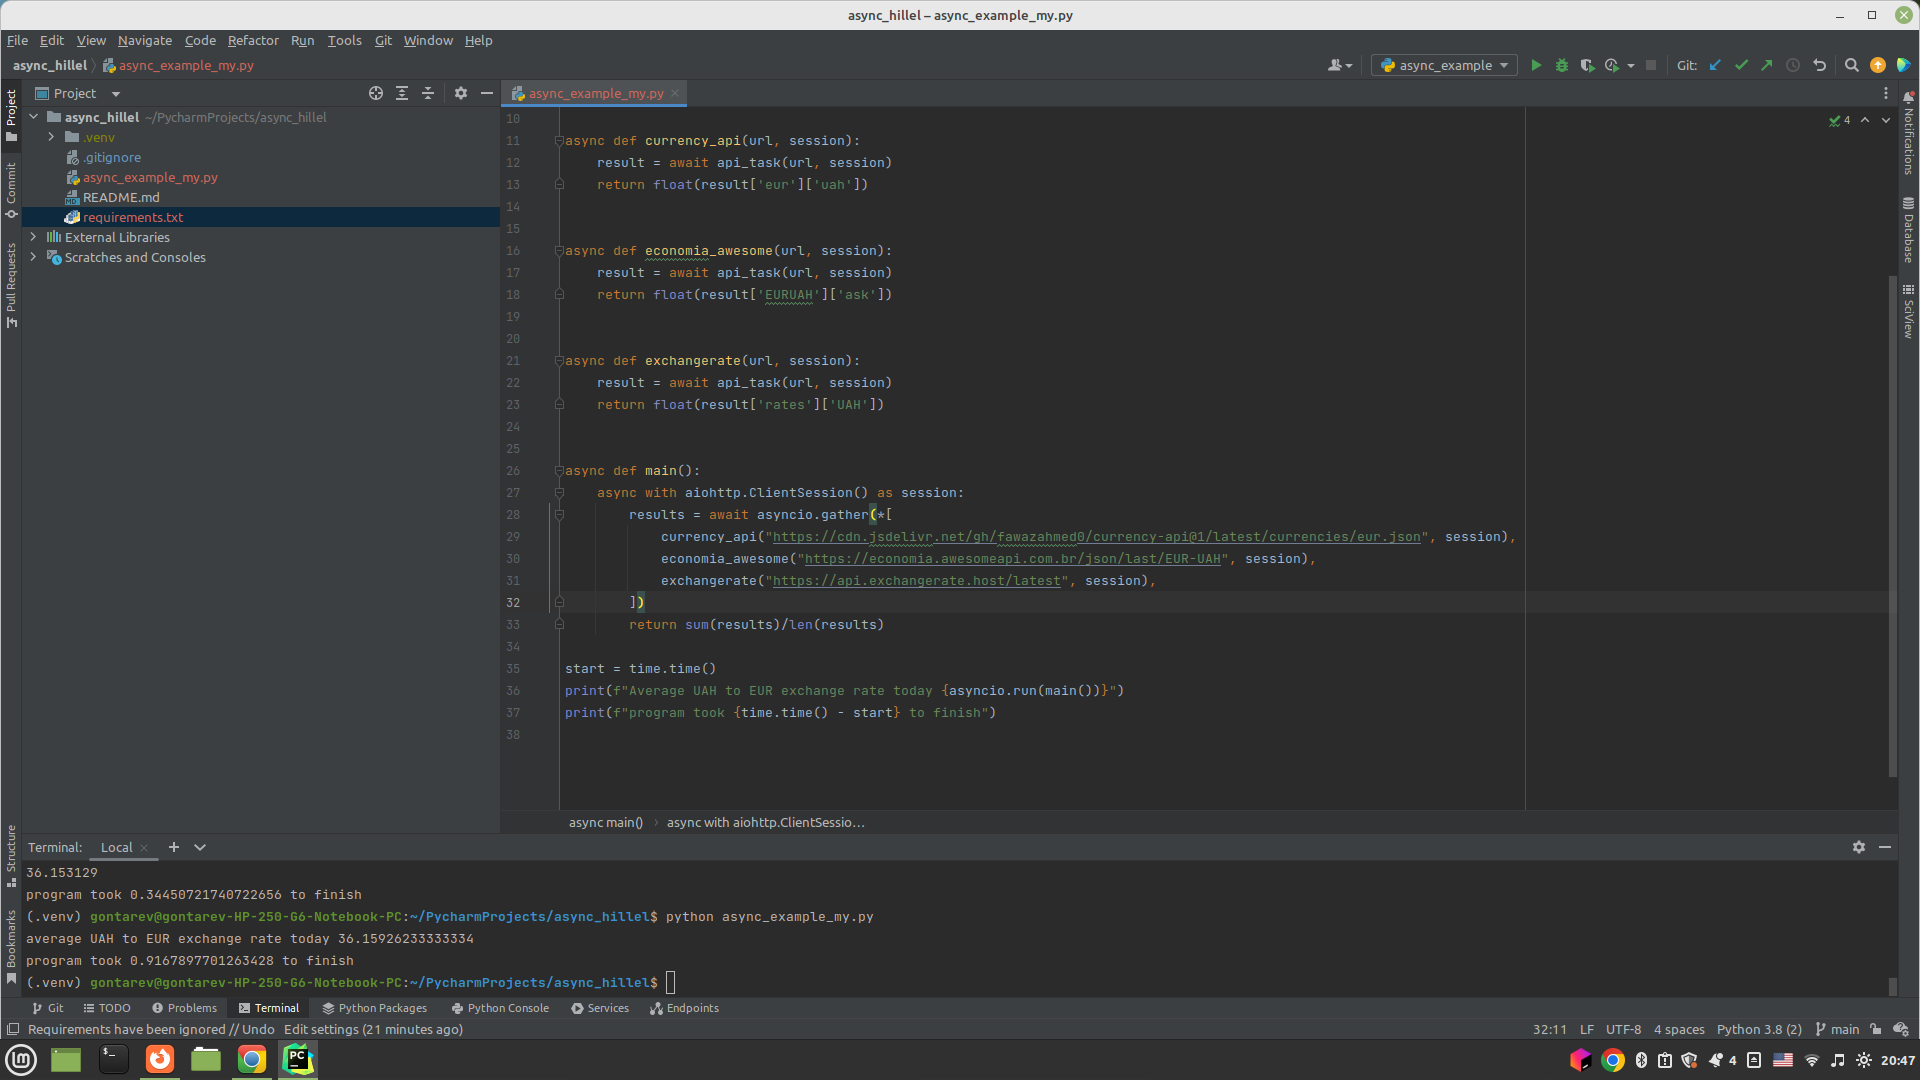 async_hillel – async_example_my.py
File Edit View Navigate Code Refactor Run Tools Git Window Help
async_hillel async_example_my.py
async_example
Git:
Project
async_example_my.py
async_hillel ~/PycharmProjects/async_hillel
.venv
.gitignore
async_example_my.py
README.md
requirements.txt
External Libraries
Scratches and Consoles
Project
Commit
Pull Requests
Structure
Bookmarks
Notifications
Database
SciView
4
10
11 async def currency_api(url, session):
12 result = await api_task(url, session)
13 return float(result['eur']['uah'])
14
15
16 async def economia_awesome(url, session):
17 result = await api_task(url, session)
18 return float(result['EURUAH']['ask'])
19
20
21 async def exchangerate(url, session):
22 result = await api_task(url, session)
23 return float(result['rates']['UAH'])
24
25
26 async def main():
27 async with aiohttp.ClientSession() as session:
28 results = await asyncio.gather(*[
29 currency_api("https://cdn.jsdelivr.net/gh/fawazahmed0/currency-api@1/latest/currencies/eur.json", session),
30 economia_awesome("https://economia.awesomeapi.com.br/json/last/EUR-UAH", session),
31 exchangerate("https://api.exchangerate.host/latest", session),
32 ])
33 return sum(results)/len(results)
34
35 start = time.time()
36 print(f"Average UAH to EUR exchange rate today {asyncio.run(main())}")
37 print(f"program took {time.time() - start} to finish")
38
async main() › async with aiohttp.ClientSessio…
Terminal: Local
36.153129
program took 0.34450721740722656 to finish
(.venv) gontarev@gontarev-HP-250-G6-Notebook-PC:~/PycharmProjects/async_hillel$ python async_example_my.py
average UAH to EUR exchange rate today 36.15926233333334
program took 0.9167897701263428 to finish
(.venv) gontarev@gontarev-HP-250-G6-Notebook-PC:~/PycharmProjects/async_hillel$
Git TODO Problems Terminal Python Packages Python Console Services Endpoints
Requirements have been ignored // Undo Edit settings (21 minutes ago)
32:11 LF UTF-8 4 spaces Python 3.8 (2) main
PC
4
20:47